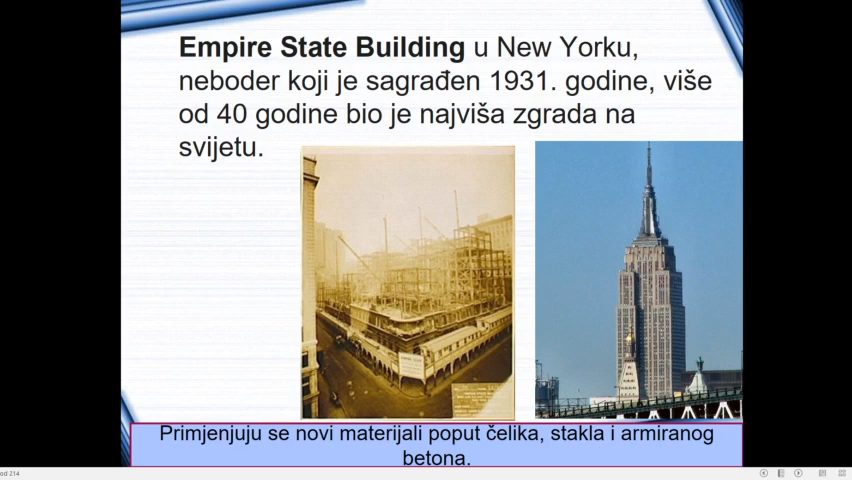 Empire State Building u New Yorku,
neboder koji je sagrađen 1931. godine, više
od 40 godine bio je najviša zgrada na
svijetu.
Primjenjuju se novi materijali poput čelika, stakla i armiranog
betona.
od 214